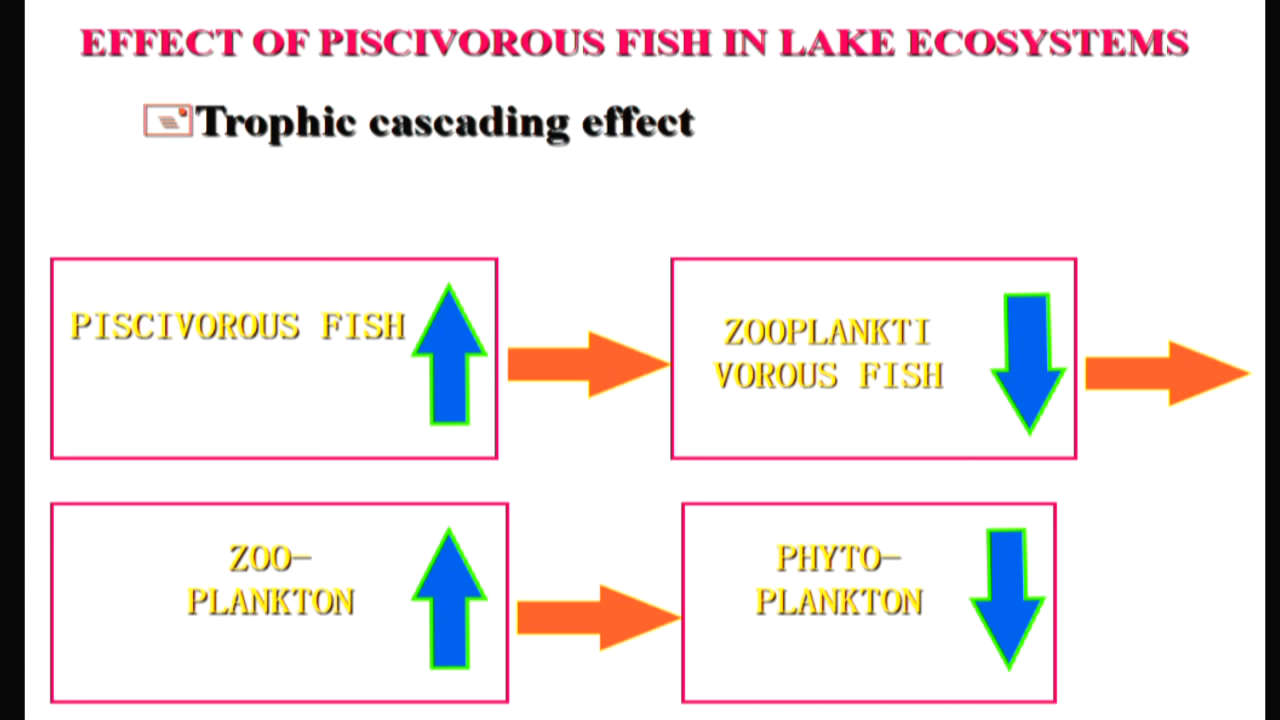 EFFECT OF PISCIVOROUS FISH IN LAKE ECOSYSTEMS
Trophic cascading effect
PISCIVOROUS FISH
ZOOPLANKTI
VOROUS FISH
ZOO-
PLANKTON
PHYTO-
PLANKTON